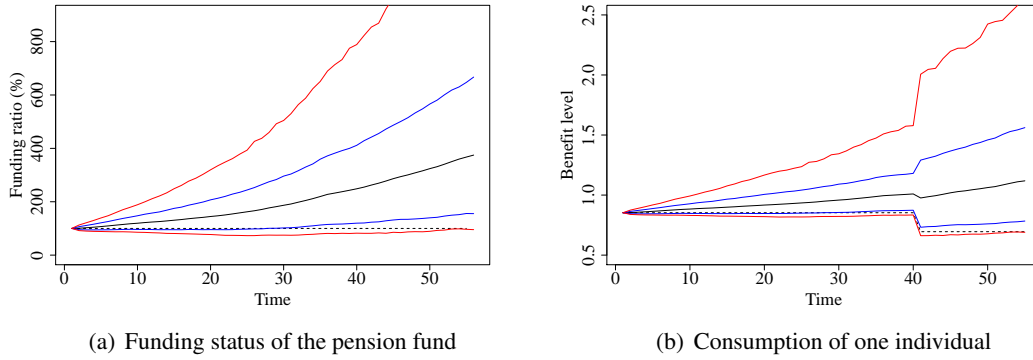 800
600
400
200
0
Funding ratio (%)
0 10 20 30 40 50
Time
(a) Funding status of the pension fund
2.5
2.0
1.5
1.0
0.5
Benefit level
0 10 20 30 40 50
Time
(b) Consumption of one individual